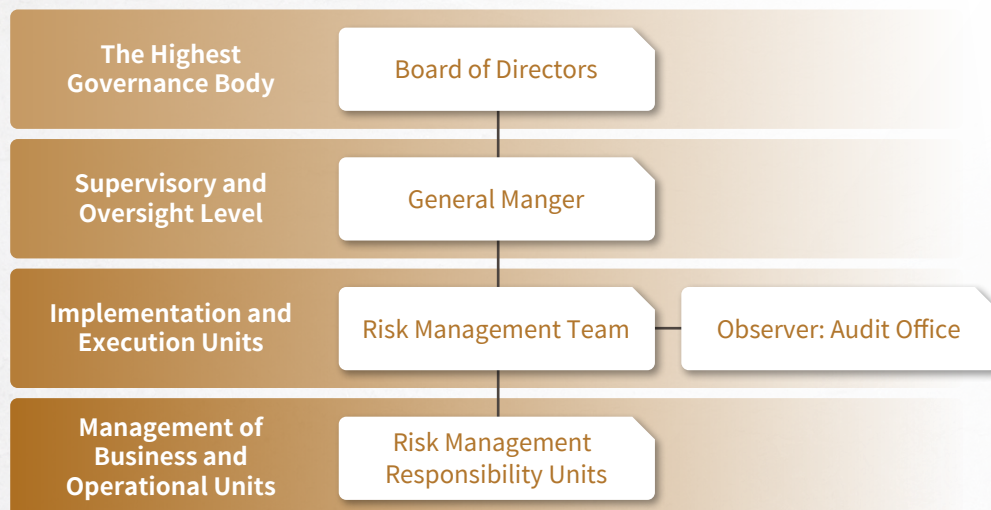 The Highest
Governance Body
Board of Directors
Supervisory and
Oversight Level
General Manger
Implementation and
Execution Units
Risk Management Team
Observer: Audit Office
Management of
Business and
Operational Units
Risk Management
Responsibility Units